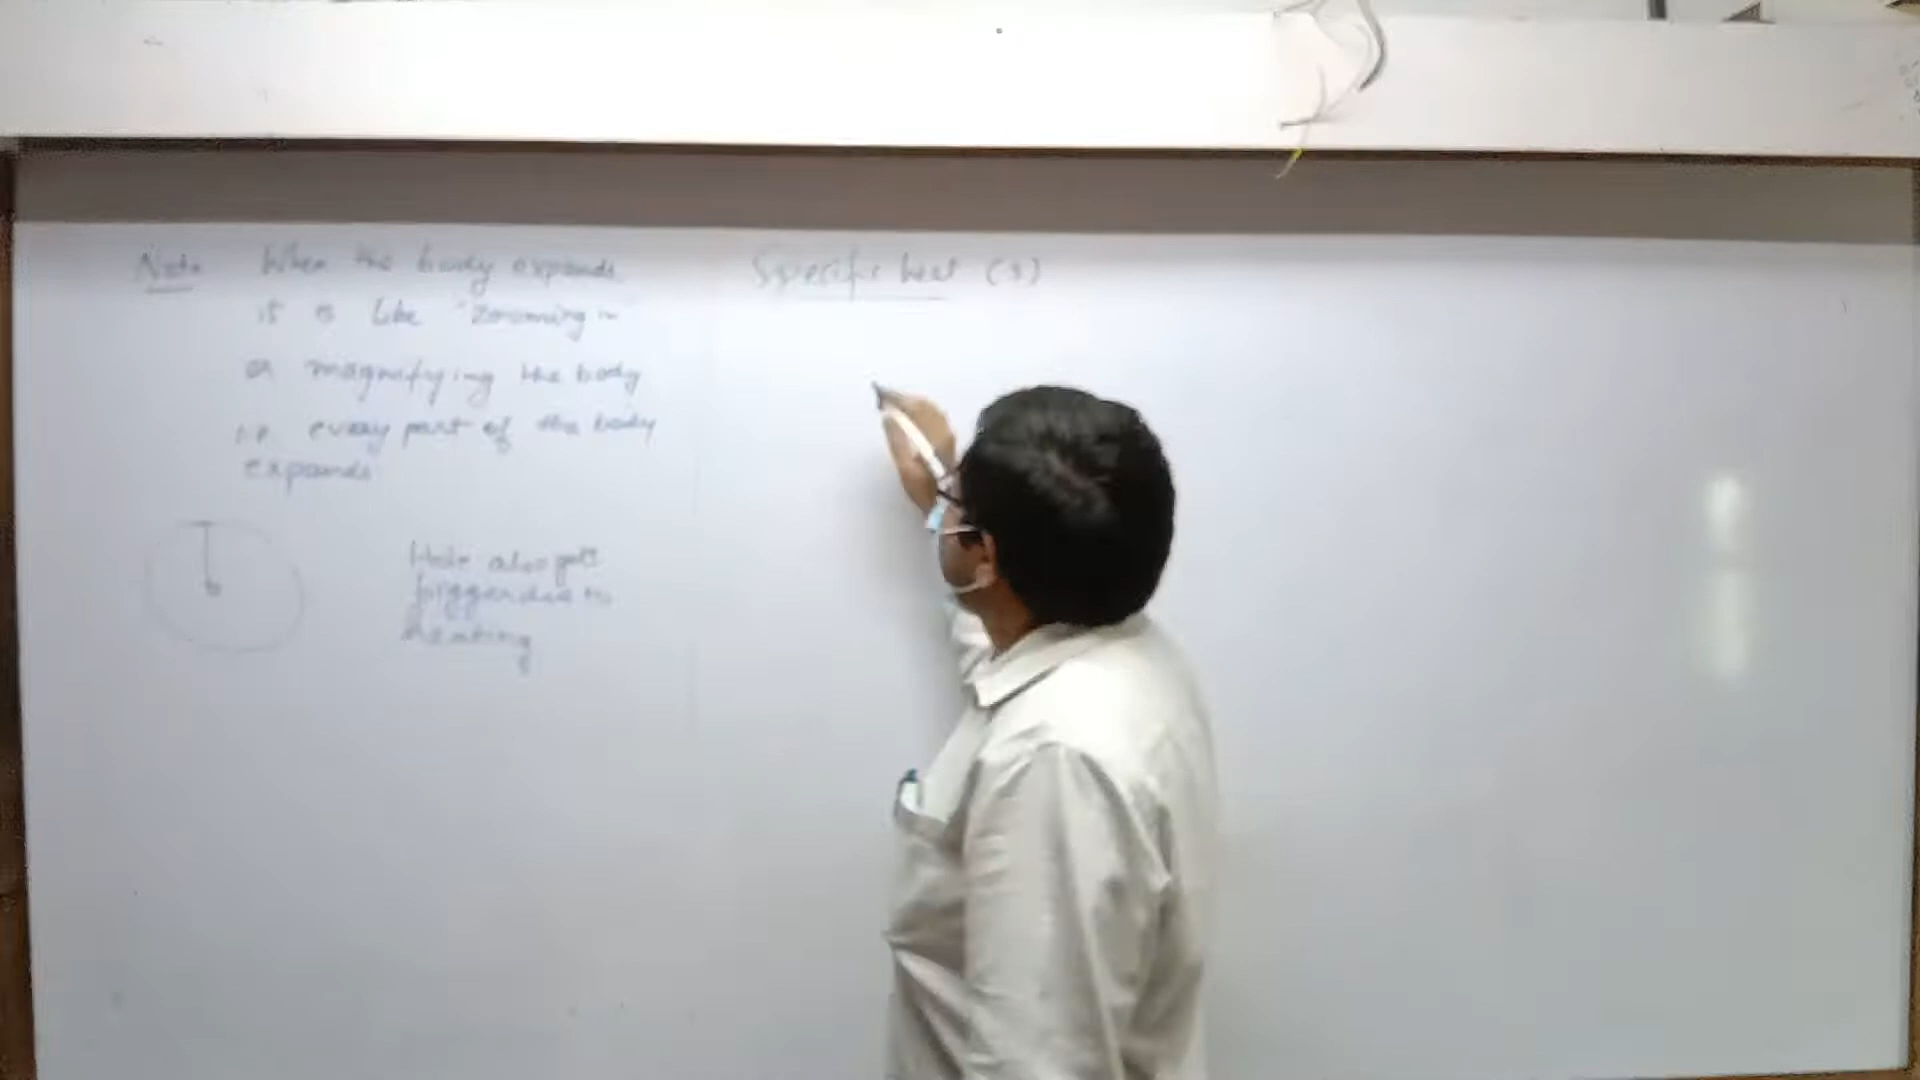 Note When the body expands
it is like "Zooming in"
or magnifying the body
i.e. every part of the body
expands
Hole also gets
bigger due to
heating
Specific heat (s)